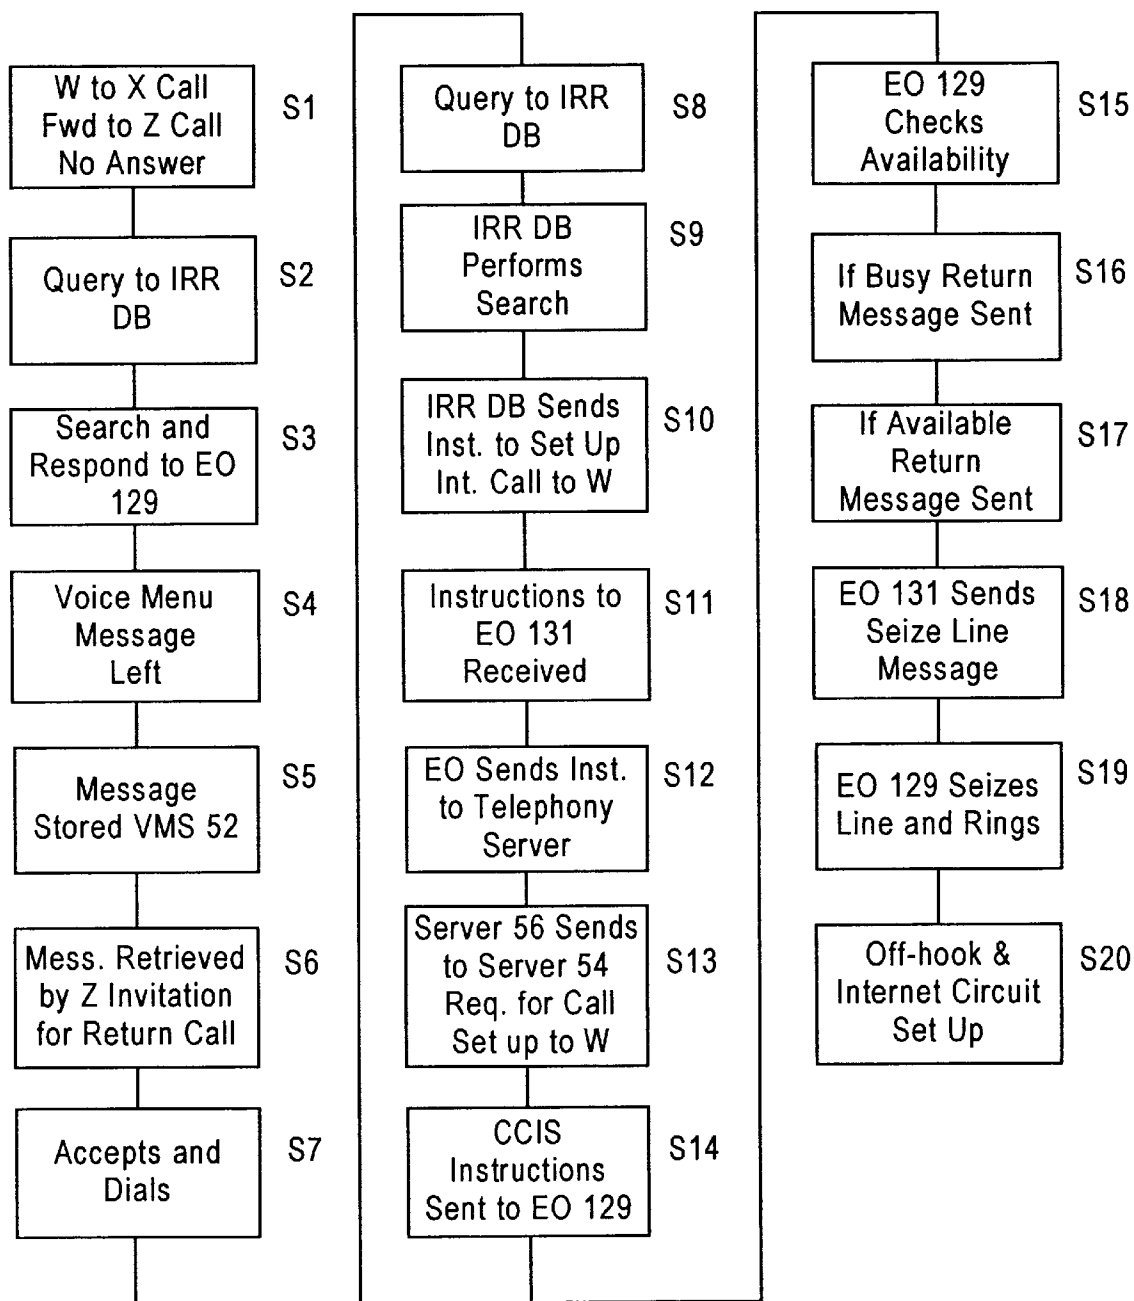 W to X Call
Fwd to Z Call
No Answer
S1
Query to IRR
DB
S2
Search and
Respond to EO
129
S3
Voice Menu
Message
Left
S4
Message
Stored VMS 52
S5
Mess. Retrieved
by Z Invitation
for Return Call
S6
Accepts and
Dials
S7
Query to IRR
DB
S8
IRR DB
Performs
Search
S9
IRR DB Sends
Inst. to Set Up
Int. Call to W
S10
Instructions to
EO 131
Received
S11
EO Sends Inst.
to Telephony
Server
S12
Server 56 Sends
to Server 54
Req. for Call
Set up to W
S13
CCIS
Instructions
Sent to EO 129
S14
EO 129
Checks
Availability
S15
If Busy Return
Message Sent
S16
If Available
Return
Message Sent
S17
EO 131 Sends
Seize Line
Message
S18
EO 129 Seizes
Line and Rings
S19
Off-hook &
Internet Circuit
Set Up
S20